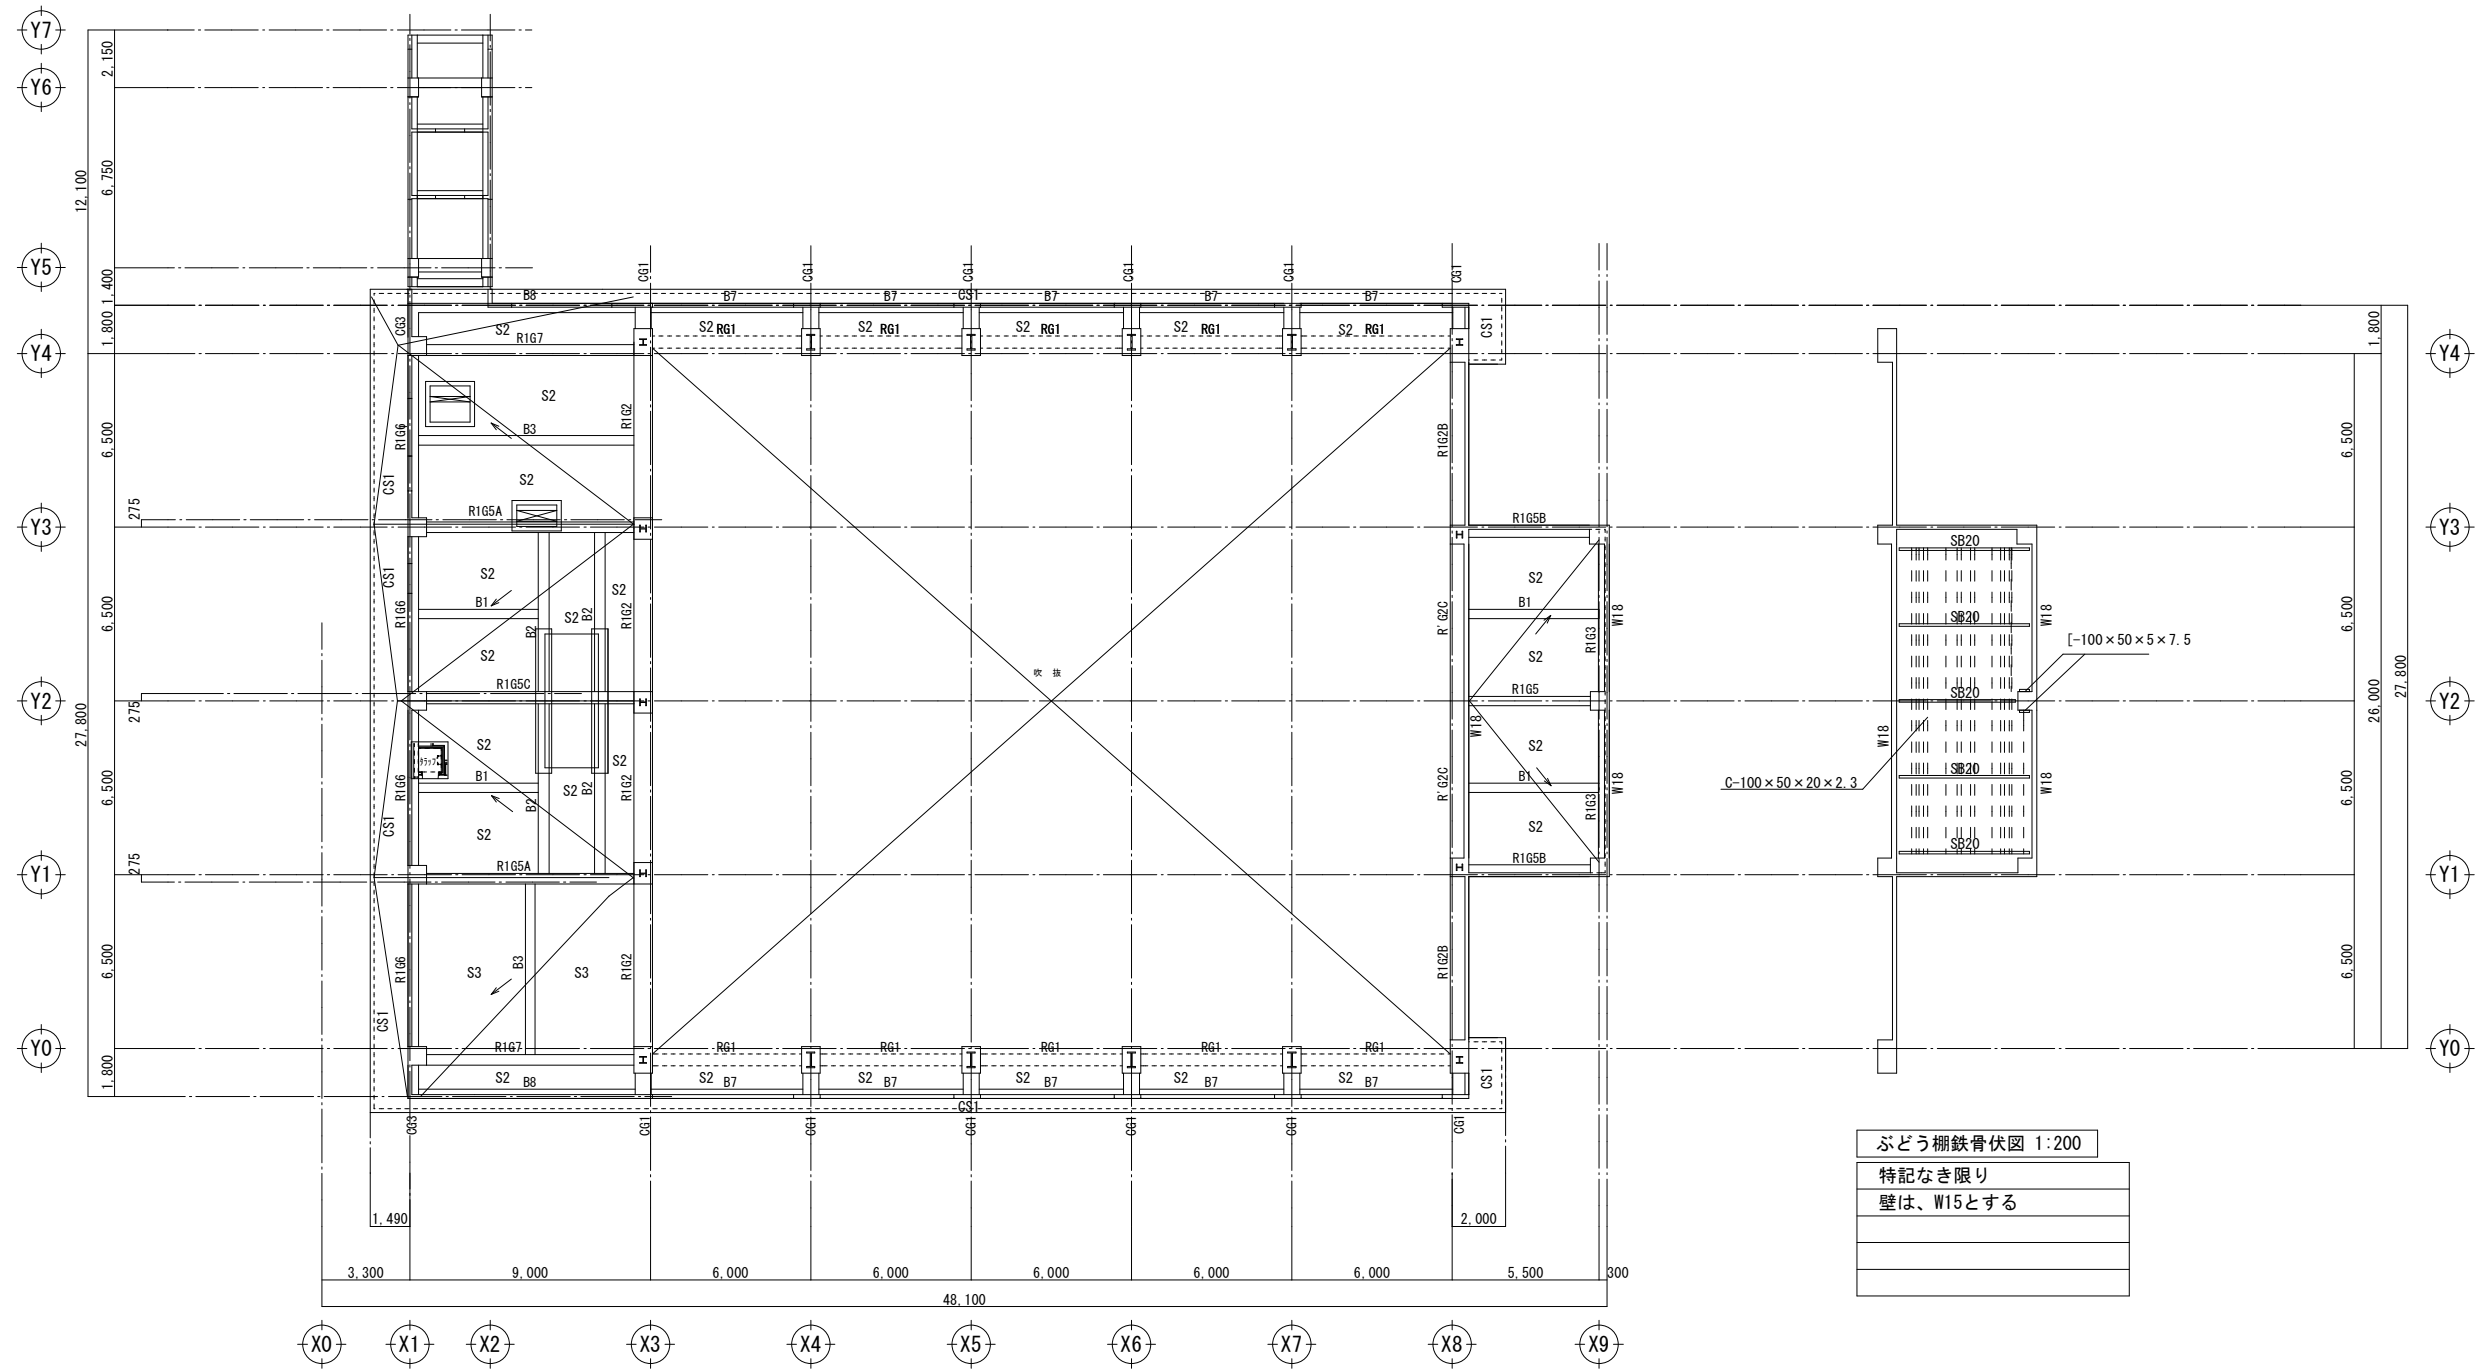 Y7
Y6
Y5
Y4
Y3
Y2
Y1
Y0
2,150
6,750
12,100
1,400
1,800
6,500
275
6,500
275
27,800
6,500
275
6,500
1,800
CG1 CG1 CG1 CG1 CG1 CG1
B8 B7 B7 CS1 B7 B7 B7
CG3 S2 S2 RG1 S2 RG1 S2 RG1 S2 RG1 S2 RG1 CS1
R1G7
S2
R1G6 B3 R1G2 R1G2B
CS1 S2
R1G5A R1G5B
S2 S2 S2
CS1 R1G6 B1 S2 B2 B2 R1G2 R'G2C B1 R1G3 W18
S2 S2
吹 抜
R1G5C R1G5
W18
S2 S2 S2
タラップ
R1G6 B1 S2 B2 B2 R1G2 R'G2C B1 R1G3 W18
CS1 S2 S2
R1G5A R1G5B
R1G6 S3 B3 S3 R1G2 R1G2B
CS1
R1G7 RG1 RG1 RG1 RG1 RG1
S2 B8 S2 B7 S2 B7 S2 B7 S2 B7 S2 B7 CS1
CS1
CG3 CG1 CG1 CG1 CG1 CG1 CG1
1,490 2,000
3,300 9,000 6,000 6,000 6,000 6,000 6,000 5,500 300
48,100
X0 X1 X2 X3 X4 X5 X6 X7 X8 X9
SB20
SB20
W18
[-100×50×5×7.5
SB20
W18
SB20
W18
C-100×50×20×2.3
SB20
1,800
6,500
6,500
27,800
26,000
6,500
6,500
Y4
Y3
Y2
Y1
Y0
ぶどう棚鉄骨伏図 1:200
特記なき限り
壁は、W15とする